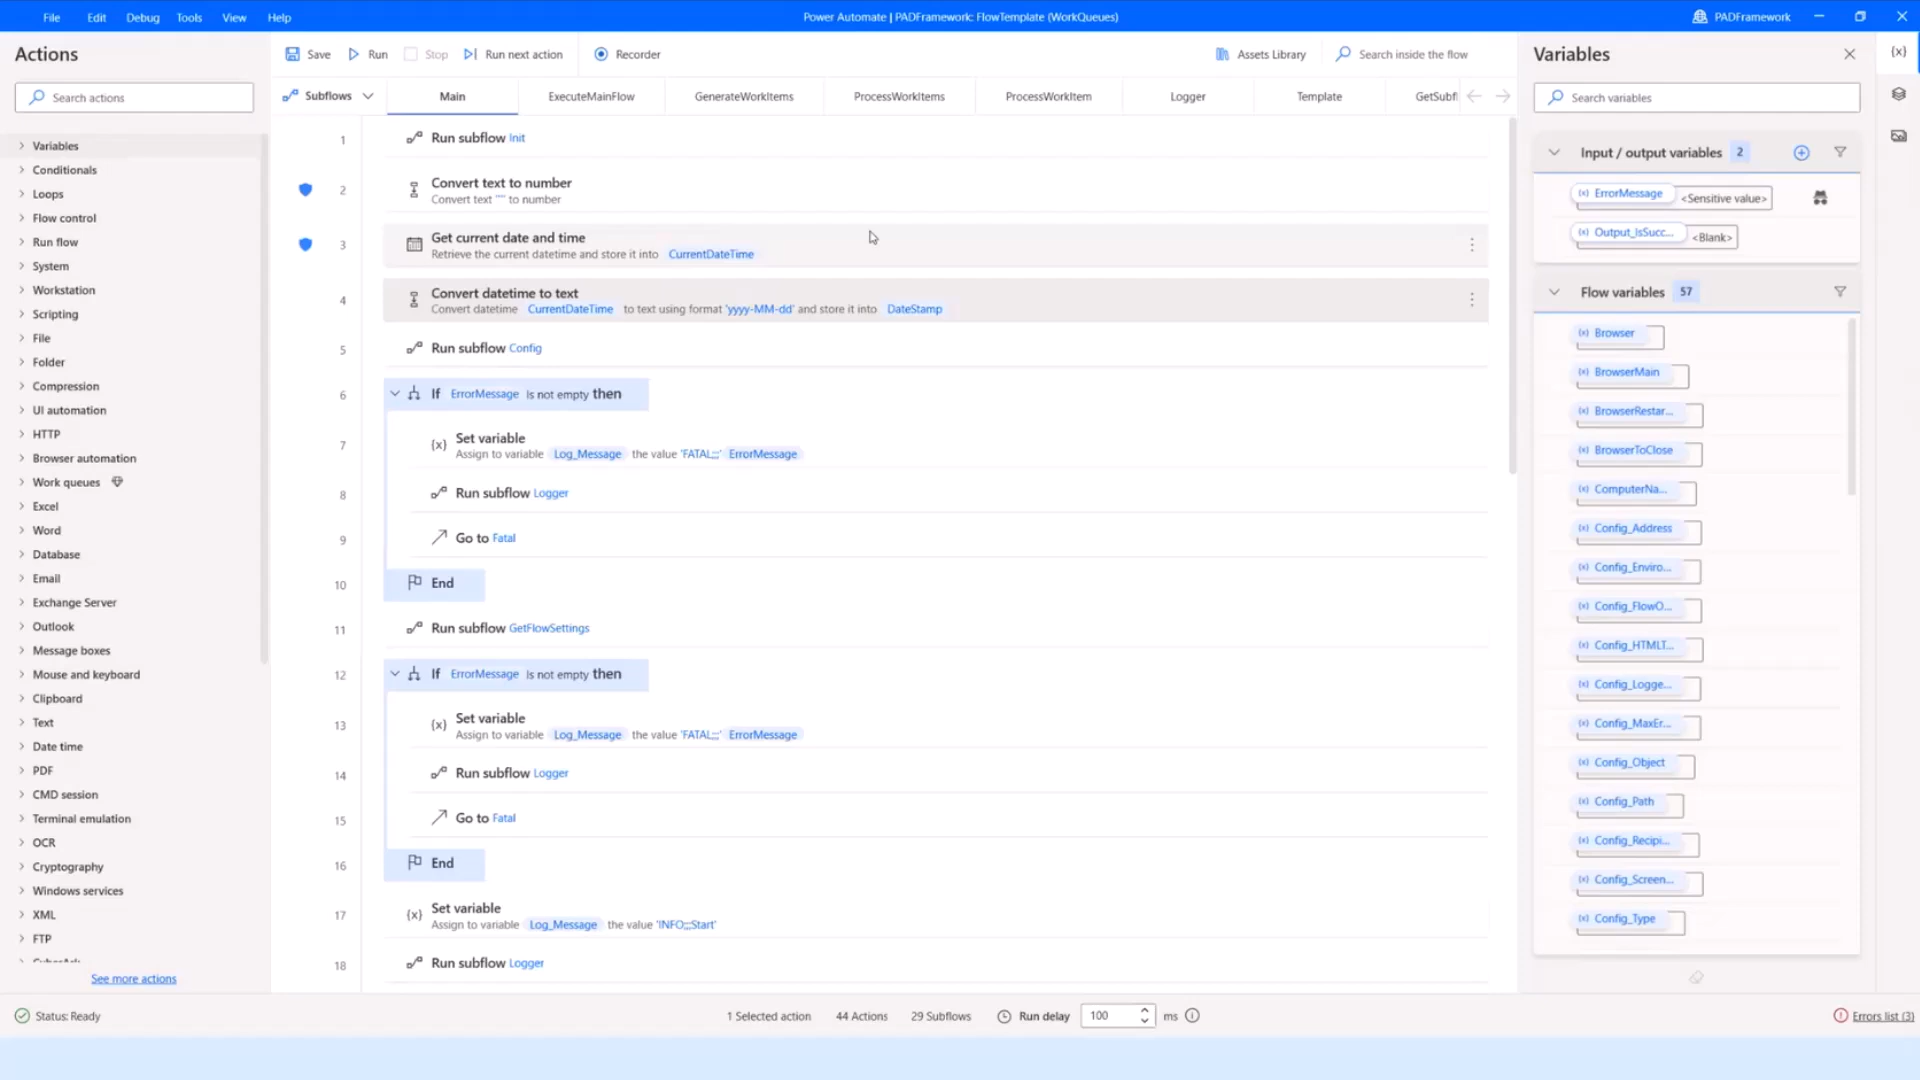 File Edit Debug Tools View Help
Power Automate | PADFramework: FlowTemplate (WorkQueues)
PADFramework
Actions
Search actions
Variables
Conditionals
Loops
Flow control
Run flow
System
Workstation
Scripting
File
Folder
Compression
UI automation
HTTP
Browser automation
Work queues
Excel
Word
Database
Email
Exchange Server
Outlook
Message boxes
Mouse and keyboard
Clipboard
Text
Date time
PDF
CMD session
Terminal emulation
OCR
Cryptography
Windows services
XML
FTP
See more actions
Save Run Stop Run next action Recorder
Assets Library Search inside the flow
Subflows Main ExecuteMainFlow GenerateWorkItems ProcessWorkItems ProcessWorkItem Logger Template GetSubfl
1 Run subflow Init
2 Convert text to number
Convert text '''' to number
3 Get current date and time
Retrieve the current datetime and store it into CurrentDateTime
4 Convert datetime to text
Convert datetime CurrentDateTime to text using format 'yyyy-MM-dd' and store it into DateStamp
5 Run subflow Config
6 If ErrorMessage Is not empty then
7 {x} Set variable
Assign to variable Log_Message the value 'FATAL;;;' ErrorMessage
8 Run subflow Logger
9 Go to Fatal
10 End
11 Run subflow GetFlowSettings
12 If ErrorMessage Is not empty then
13 {x} Set variable
Assign to variable Log_Message the value 'FATAL;;;' ErrorMessage
14 Run subflow Logger
15 Go to Fatal
16 End
17 {x} Set variable
Assign to variable Log_Message the value 'INFO;;;Start'
18 Run subflow Logger
Variables
{x}
Search variables
Input / output variables 2
{x} ErrorMessage <Sensitive value>
{x} Output_IsSucc... <Blank>
Flow variables 57
{x} Browser
{x} BrowserMain
{x} BrowserRestar...
{x} BrowserToClose
{x} ComputerNa...
{x} Config_Address
{x} Config_Enviro...
{x} Config_FlowO...
{x} Config_HTMLT...
{x} Config_Logge...
{x} Config_MaxEr...
{x} Config_Object
{x} Config_Path
{x} Config_Recipi...
{x} Config_Screen...
{x} Config_Type
Status: Ready
1 Selected action 44 Actions 29 Subflows Run delay 100 ms
Errors list (3)